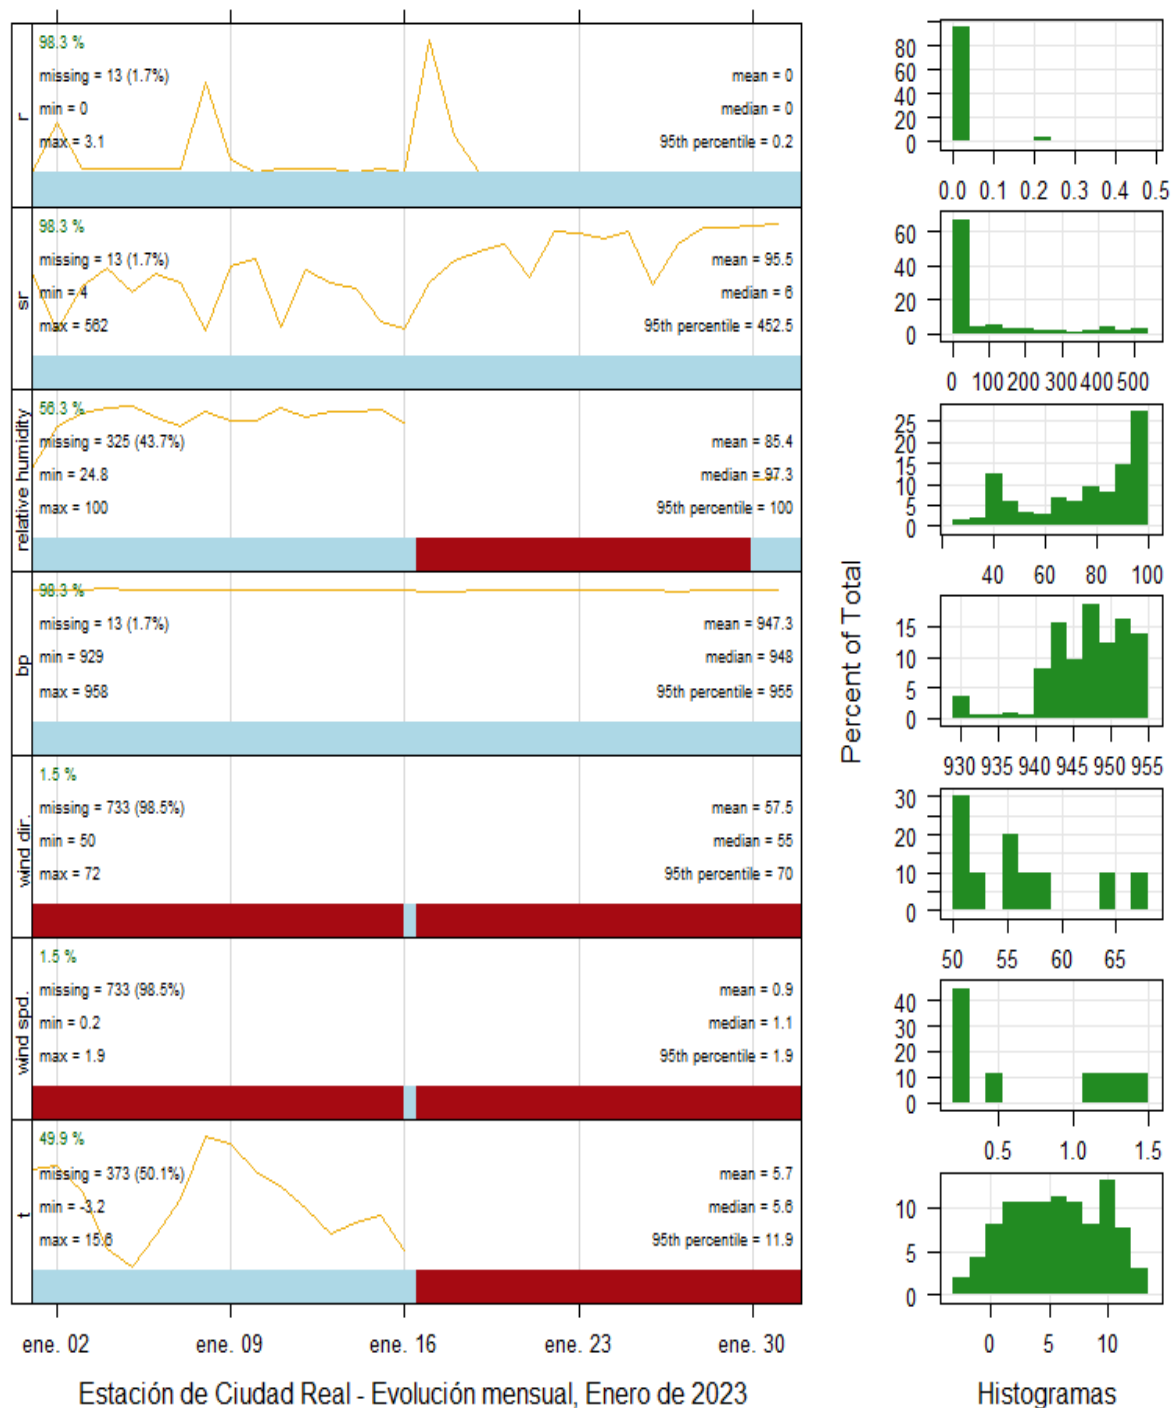 r
98.3 %
missing = 13 (1.7%)
min = 0
max = 3.1
mean = 0
median = 0
95th percentile = 0.2
sr
98.3 %
missing = 13 (1.7%)
min = 4
max = 562
mean = 95.5
median = 6
95th percentile = 452.5
relative humidity
56.3 %
missing = 325 (43.7%)
min = 24.8
max = 100
mean = 85.4
median = 97.3
95th percentile = 100
bp
98.3 %
missing = 13 (1.7%)
min = 929
max = 958
mean = 947.3
median = 948
95th percentile = 955
wind dir.
1.5 %
missing = 733 (98.5%)
min = 50
max = 72
mean = 57.5
median = 55
95th percentile = 70
wind spd.
1.5 %
missing = 733 (98.5%)
min = 0.2
max = 1.9
mean = 0.9
median = 1.1
95th percentile = 1.9
t
49.9 %
missing = 373 (50.1%)
min = -3.2
max = 15.6
mean = 5.7
median = 5.6
95th percentile = 11.9
ene. 02 ene. 09 ene. 16 ene. 23 ene. 30
Estación de Ciudad Real - Evolución mensual, Enero de 2023
Percent of Total
80
60
40
20
0
0.0 0.1 0.2 0.3 0.4 0.5
60
40
20
0
0 100 200 300 400 500
25
20
15
10
5
0
40 60 80 100
15
10
5
0
930 935 940 945 950 955
30
20
10
0
50 55 60 65
40
30
20
10
0
0.5 1.0 1.5
10
5
0
0 5 10
Histogramas